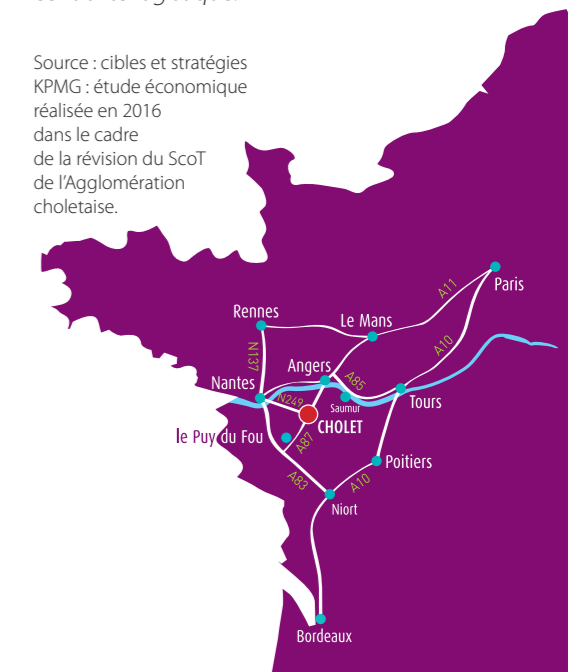 Source : cibles et stratégies
KPMG : étude économique
réalisée en 2016
dans le cadre
de la révision du ScoT
de l'Agglomération
choletaise.
Paris
A11
Rennes
Le Mans
A10
N137
Angers
A85
Nantes
N249
Saumur
Tours
CHOLET
le Puy du Fou
A87
Poitiers
A83
A10
Niort
Bordeaux